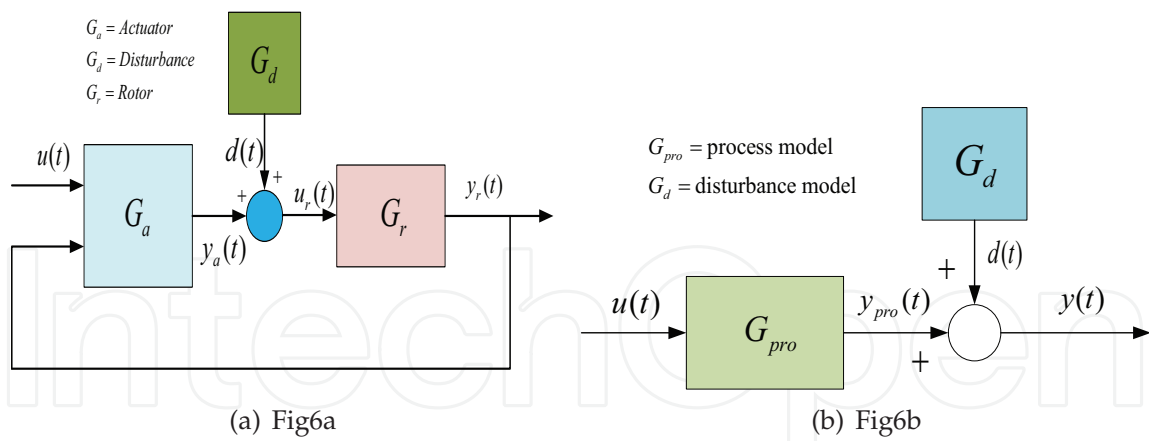 G_a = Actuator
G_d = Disturbance
G_r = Rotor
G_d
u(t)
d(t)
+
+
G_a
y_a(t)
u_r(t)
G_r
y_r(t)
(a) Fig6a
G_pro = process model
G_d = disturbance model
G_d
d(t)
+
u(t)
G_pro
y_pro(t)
+
y(t)
(b) Fig6b
IntechOpen